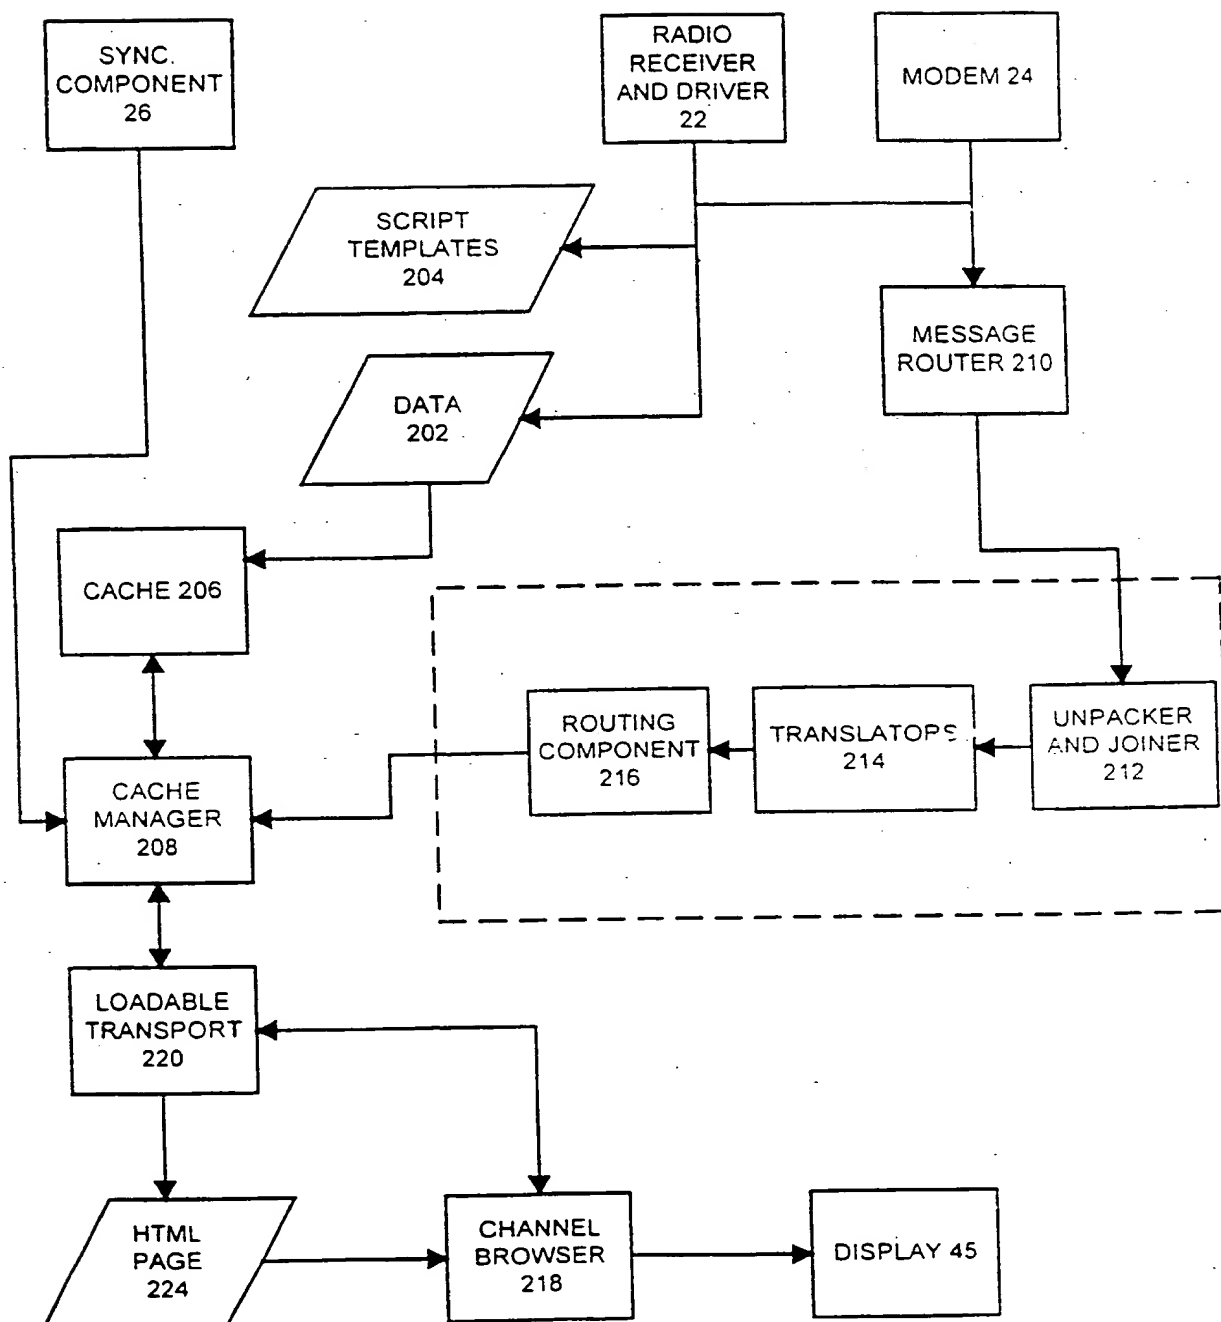 SYNC.
COMPONENT
26
RADIO
RECEIVER
AND DRIVER
22
MODEM 24
SCRIPT
TEMPLATES
204
MESSAGE
ROUTER 210
DATA
202
CACHE 206
ROUTING
COMPONENT
216
TRANSLATOPS
214
UNPACKER
AND JOINER
212
CACHE
MANAGER
208
LOADABLE
TRANSPORT
220
HTML
PAGE
224
CHANNEL
BROWSER
218
DISPLAY 45